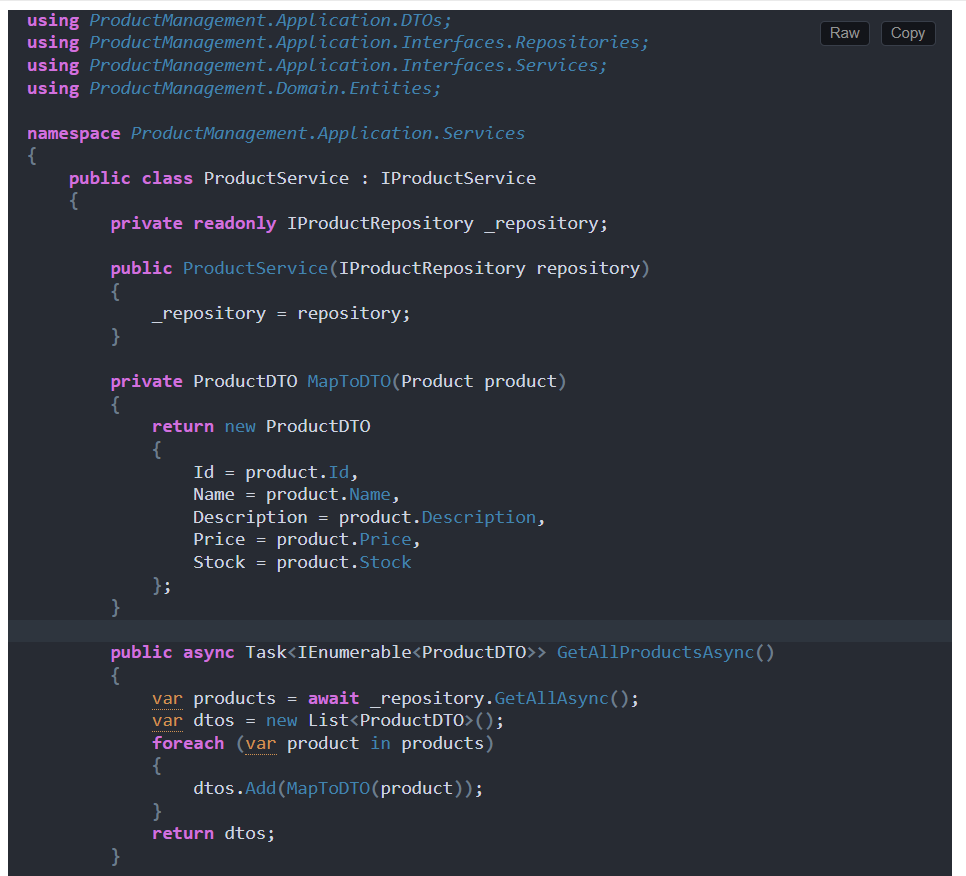 using ProductManagement.Application.DTOs;
using ProductManagement.Application.Interfaces.Repositories;
using ProductManagement.Application.Interfaces.Services;
using ProductManagement.Domain.Entities;
Raw Copy
namespace ProductManagement.Application.Services
{
    public class ProductService : IProductService
    {
        private readonly IProductRepository _repository;
        public ProductService(IProductRepository repository)
        {
            _repository = repository;
        }
        private ProductDTO MapToDTO(Product product)
        {
            return new ProductDTO
            {
                Id = product.Id,
                Name = product.Name,
                Description = product.Description,
                Price = product.Price,
                Stock = product.Stock
            };
        }
        public async Task<IEnumerable<ProductDTO>> GetAllProductsAsync()
        {
            var products = await _repository.GetAllAsync();
            var dtos = new List<ProductDTO>();
            foreach (var product in products)
            {
                dtos.Add(MapToDTO(product));
            }
            return dtos;
        }